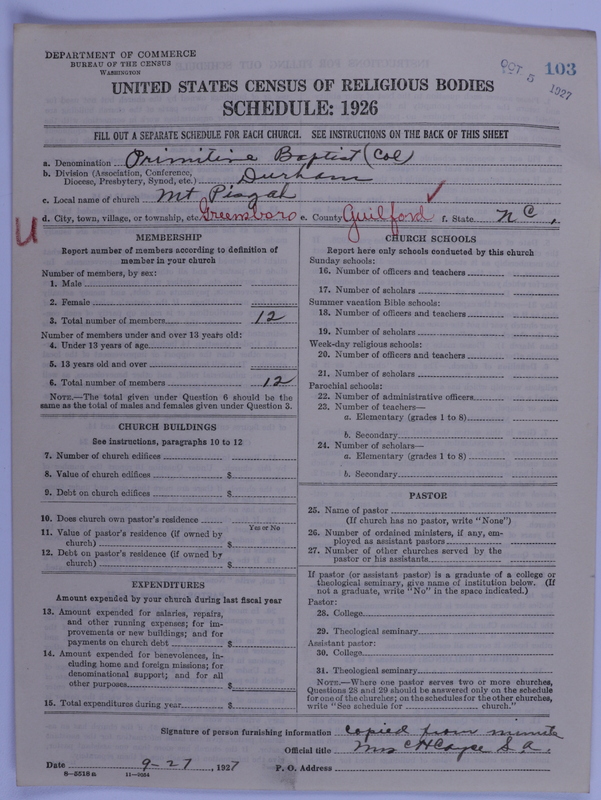 DEPARTMENT OF COMMERCE
BUREAU OF THE CENSUS
WASHINGTON
OCT 5 1927
103
UNITED STATES CENSUS OF RELIGIOUS BODIES
SCHEDULE: 1926
FILL OUT A SEPARATE SCHEDULE FOR EACH CHURCH. SEE INSTRUCTIONS ON THE BACK OF THIS SHEET
a. Denomination Primitive Baptist (Col)
b. Division (Association, Conference, Diocese, Presbytery, Synod, etc.) Durham
c. Local name of church Mt Pisgah
d. City, town, village, or township, etc. Greensboro e. County Guilford f. State N C.
U
MEMBERSHIP
Report number of members according to definition of
member in your church
Number of members, by sex:
1. Male
2. Female
3. Total number of members 12
Number of members under and over 13 years old:
4. Under 13 years of age
5. 13 years old and over
6. Total number of members 12
NOTE.—The total given under Question 6 should be the
same as the total of males and females given under Question 3.
CHURCH BUILDINGS
See instructions, paragraphs 10 to 12
7. Number of church edifices
8. Value of church edifices $
9. Debt on church edifices $
10. Does church own pastor's residence
Yes or No
11. Value of pastor's residence (if owned by
church) $
12. Debt on pastor's residence (if owned by
church) $
EXPENDITURES
Amount expended by your church during last fiscal year
13. Amount expended for salaries, repairs,
and other running expenses; for im-
provements or new buildings; and for
payments on church debt $
14. Amount expended for benevolences, in-
cluding home and foreign missions; for
denominational support; and for all
other purposes $
15. Total expenditures during year $
CHURCH SCHOOLS
Report here only schools conducted by this church
Sunday schools:
16. Number of officers and teachers
17. Number of scholars
Summer vacation Bible schools:
18. Number of officers and teachers
19. Number of scholars
Week-day religious schools:
20. Number of officers and teachers
21. Number of scholars
Parochial schools:
22. Number of administrative officers
23. Number of teachers—
a. Elementary (grades 1 to 8)
b. Secondary
24. Number of scholars—
a. Elementary (grades 1 to 8)
b. Secondary
PASTOR
25. Name of pastor
(If church has no pastor, write "None")
26. Number of ordained ministers, if any, em-
ployed as assistant pastors
27. Number of other churches served by the
pastor or his assistants
If pastor (or assistant pastor) is a graduate of a college or
theological seminary, give name of institution below. (If
not a graduate, write "No" in the space indicated.)
Pastor:
28. College
29. Theological seminary
Assistant pastor:
30. College
31. Theological seminary
NOTE.—Where one pastor serves two or more churches,
Questions 28 and 29 should be answered only on the schedule
for one of the churches; on the schedules for the other churches,
write "See schedule for church."
Signature of person furnishing information copied from minute
Official title Mrs C H Cayce S. A.
Date 9-27, 1927 P. O. Address
8-5518a 11-9054